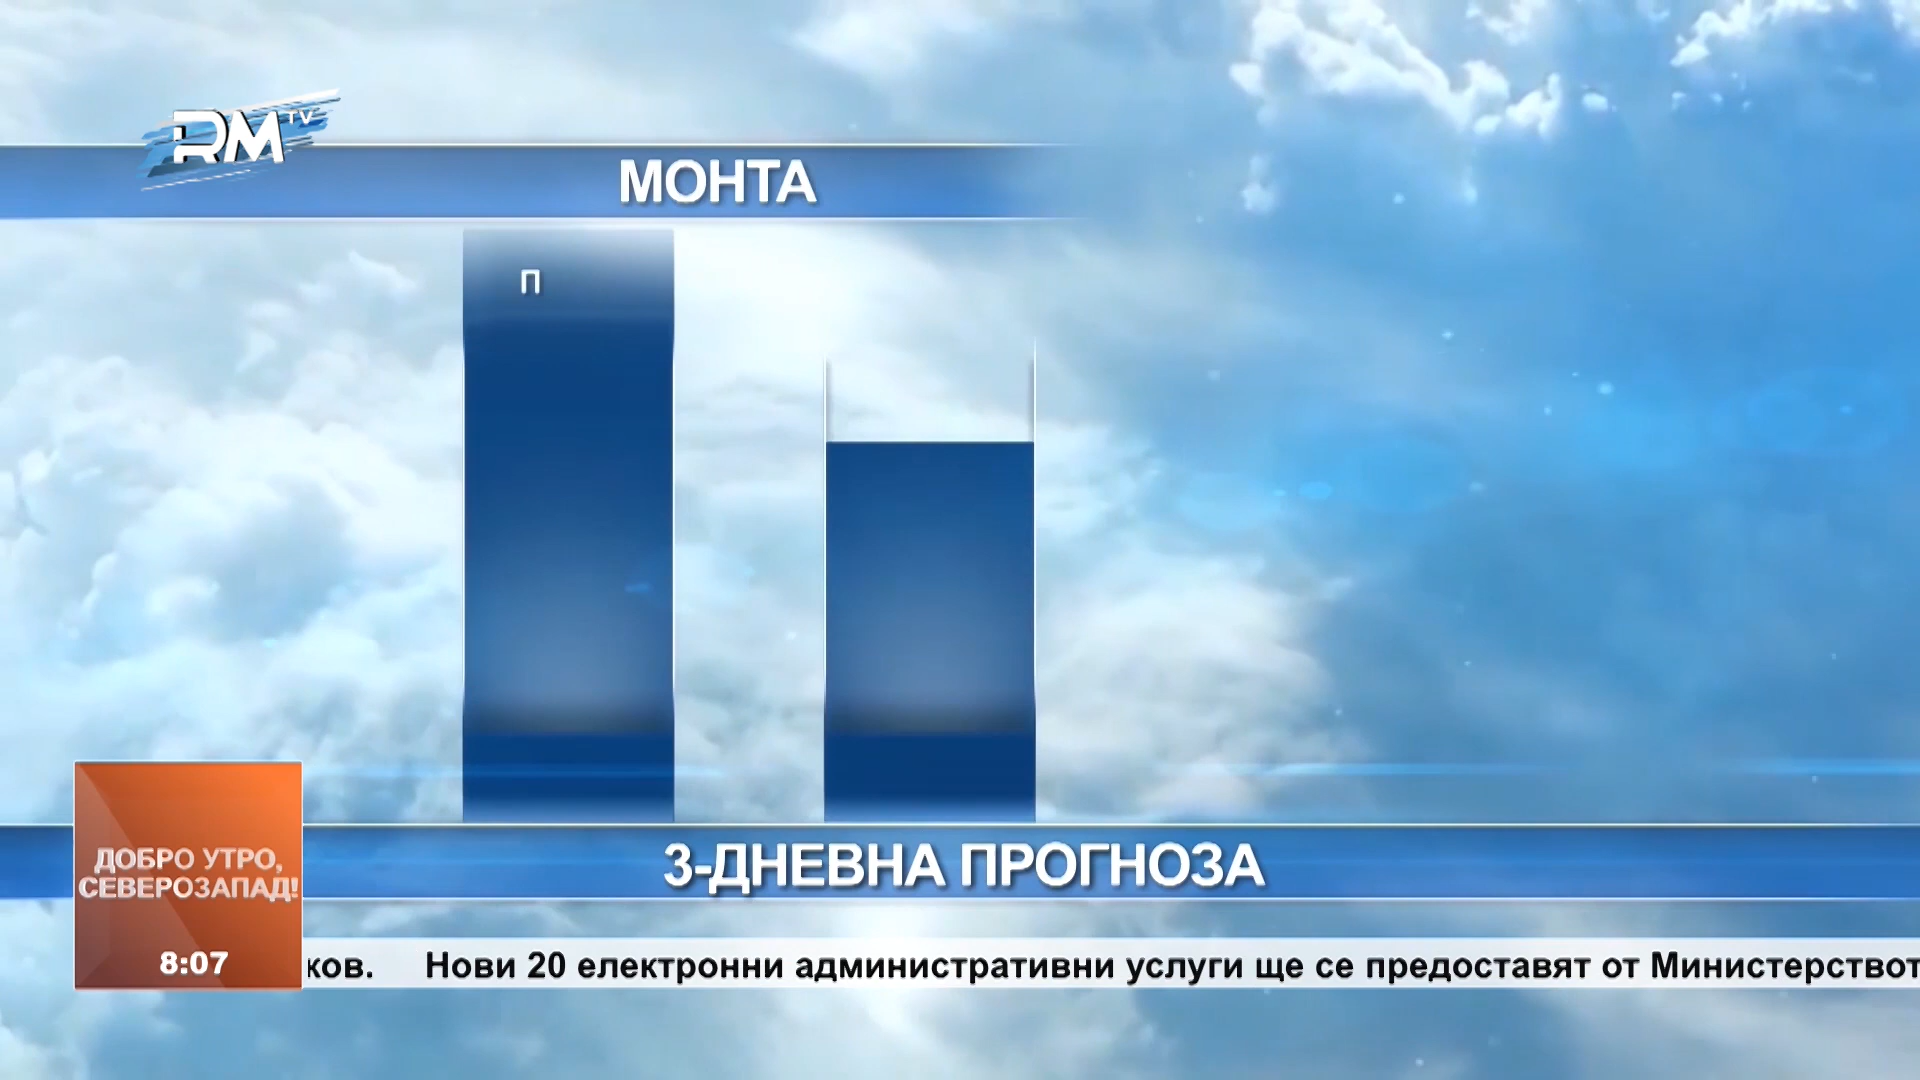 RM TV
МОНТА
П
3-ДНЕВНА ПРОГНОЗА
ДОБРО УТРО,
СЕВЕРОЗАПАД!
8:07
ков. Нови 20 електронни административни услуги ще се предоставят от Министерствот